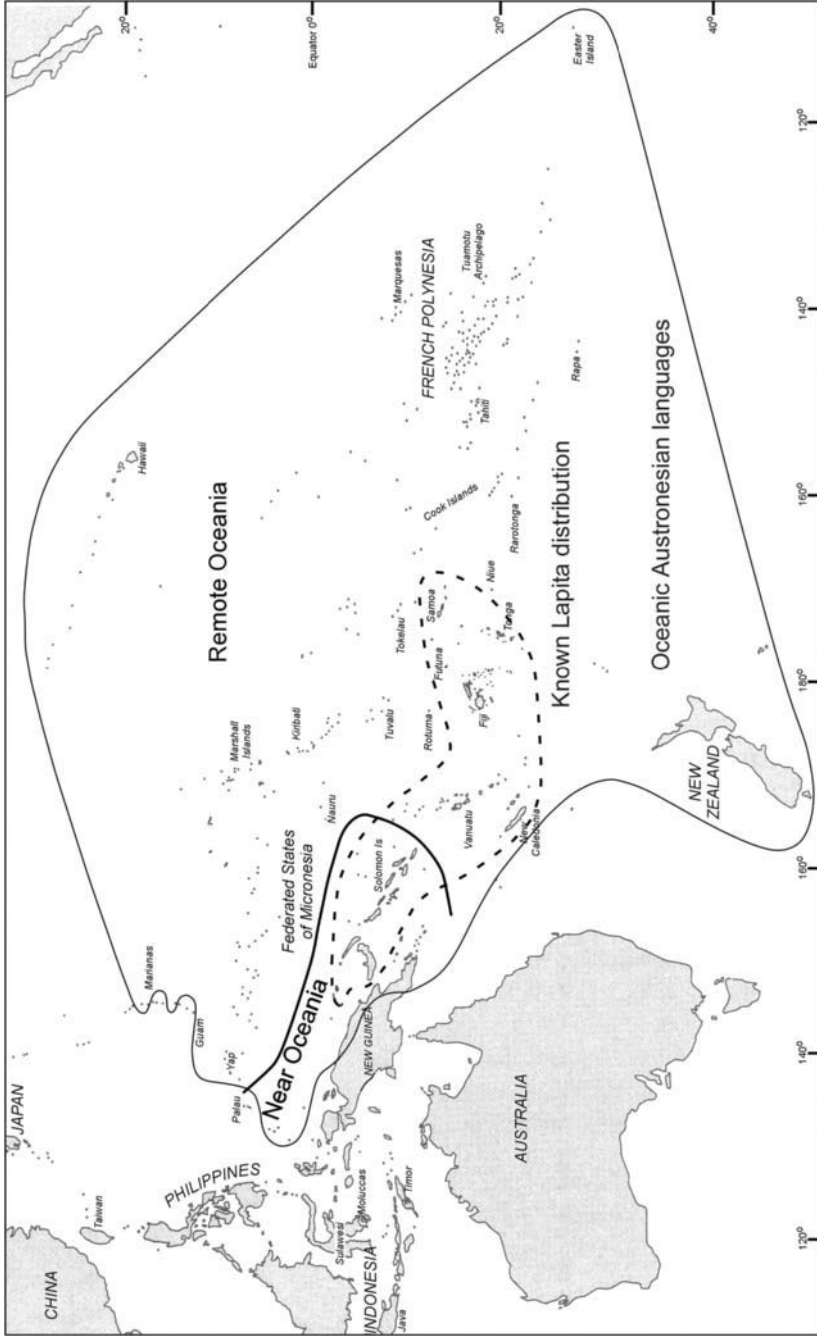 JAPAN
CHINA
Taiwan
PHILIPPINES
Marianas
Guam
Hawaii
20°
Palau
Yap
Federated States
of Micronesia
Marshall
Islands
Remote Oceania
Kiribati
Equator 0°
Near Oceania
Nauru
Sulawesi
Moluccas
INDONESIA
Java
Timor
NEW GUINEA
Solomon Is
Tuvalu
Tokelau
Marquesas
Rotuma
Futuna
Samoa
Cook Islands
FRENCH POLYNESIA
Tuamotu
Archipelago
Vanuatu
Fiji
Tonga
Niue
Tahiti
20°
New
Caledonia
Rarotonga
AUSTRALIA
Known Lapita distribution
Rapa
Easter
Island
Oceanic Austronesian languages
NEW
ZEALAND
40°
120°
140°
160°
180°
160°
140°
120°